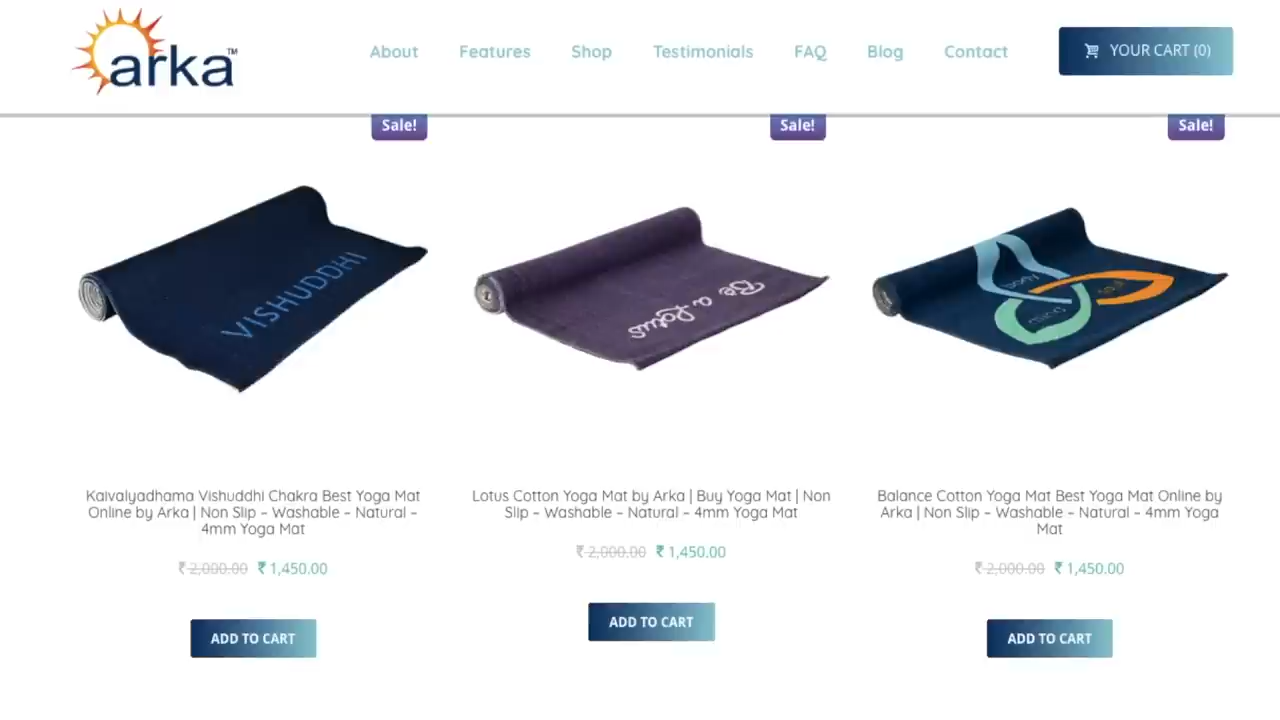 arka™
About
Features
Shop
Testimonials
FAQ
Blog
Contact
YOUR CART (0)
Sale!
Sale!
Sale!
VISHUDDHI
Be a Lotus
Kaivalyadhama Vishuddhi Chakra Best Yoga Mat
Online by Arka | Non Slip – Washable – Natural –
4mm Yoga Mat
₹ 2,000.00 ₹ 1,450.00
ADD TO CART
Lotus Cotton Yoga Mat by Arka | Buy Yoga Mat | Non
Slip – Washable – Natural – 4mm Yoga Mat
₹ 2,000.00 ₹ 1,450.00
ADD TO CART
Balance Cotton Yoga Mat Best Yoga Mat Online by
Arka | Non Slip – Washable – Natural – 4mm Yoga
Mat
₹ 2,000.00 ₹ 1,450.00
ADD TO CART